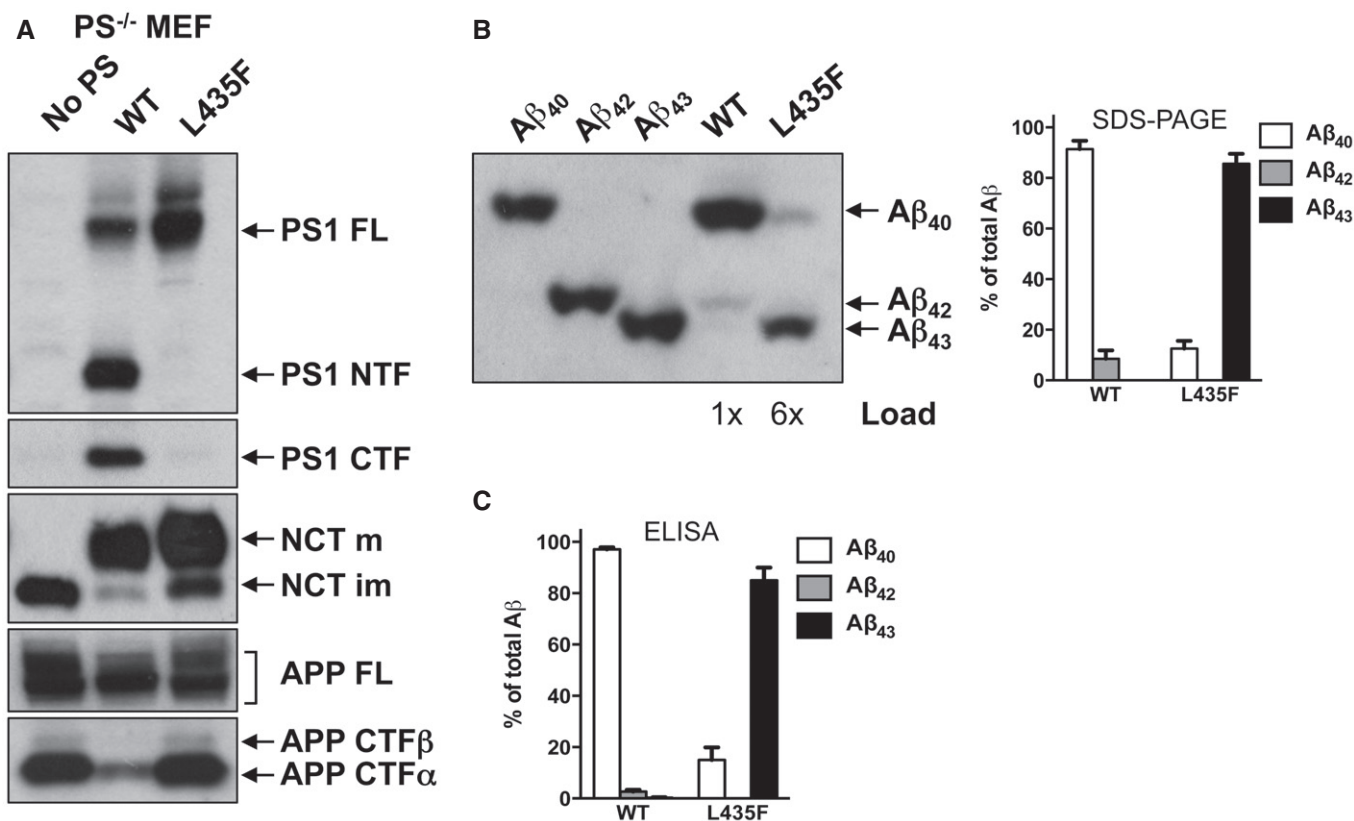 A
PS-/- MEF
No PS
WT
L435F
PS1 FL
PS1 NTF
PS1 CTF
NCT m
NCT im
APP FL
APP CTFβ
APP CTFα
B
Aβ40
Aβ42
Aβ43
WT
L435F
Aβ40
Aβ42
Aβ43
1x 6x Load
SDS-PAGE
% of total Aβ
100
80
60
40
20
0
WT L435F
Aβ40
Aβ42
Aβ43
C
ELISA
% of total Aβ
100
80
60
40
20
0
WT L435F
Aβ40
Aβ42
Aβ43